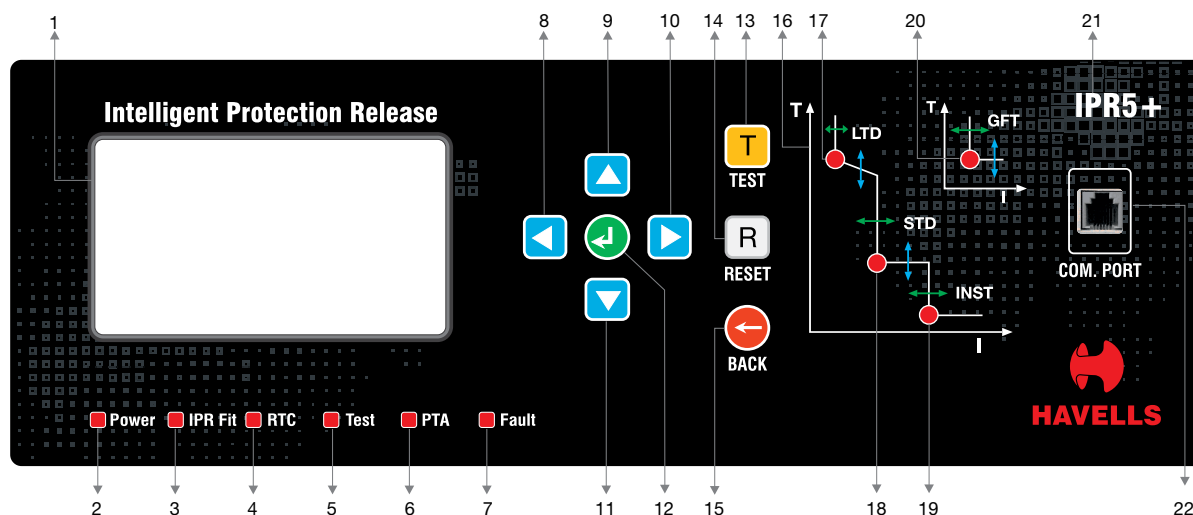 1 8 9 10 14 13 16 17 20 21
Intelligent Protection Release
T
TEST
R
RESET
BACK
T
LTD
STD
INST
I
T
GFT
I
IPR5+
COM. PORT
HAVELLS
Power IPR Fit RTC Test PTA Fault
2 3 4 5 6 7 11 12 15 18 19 22